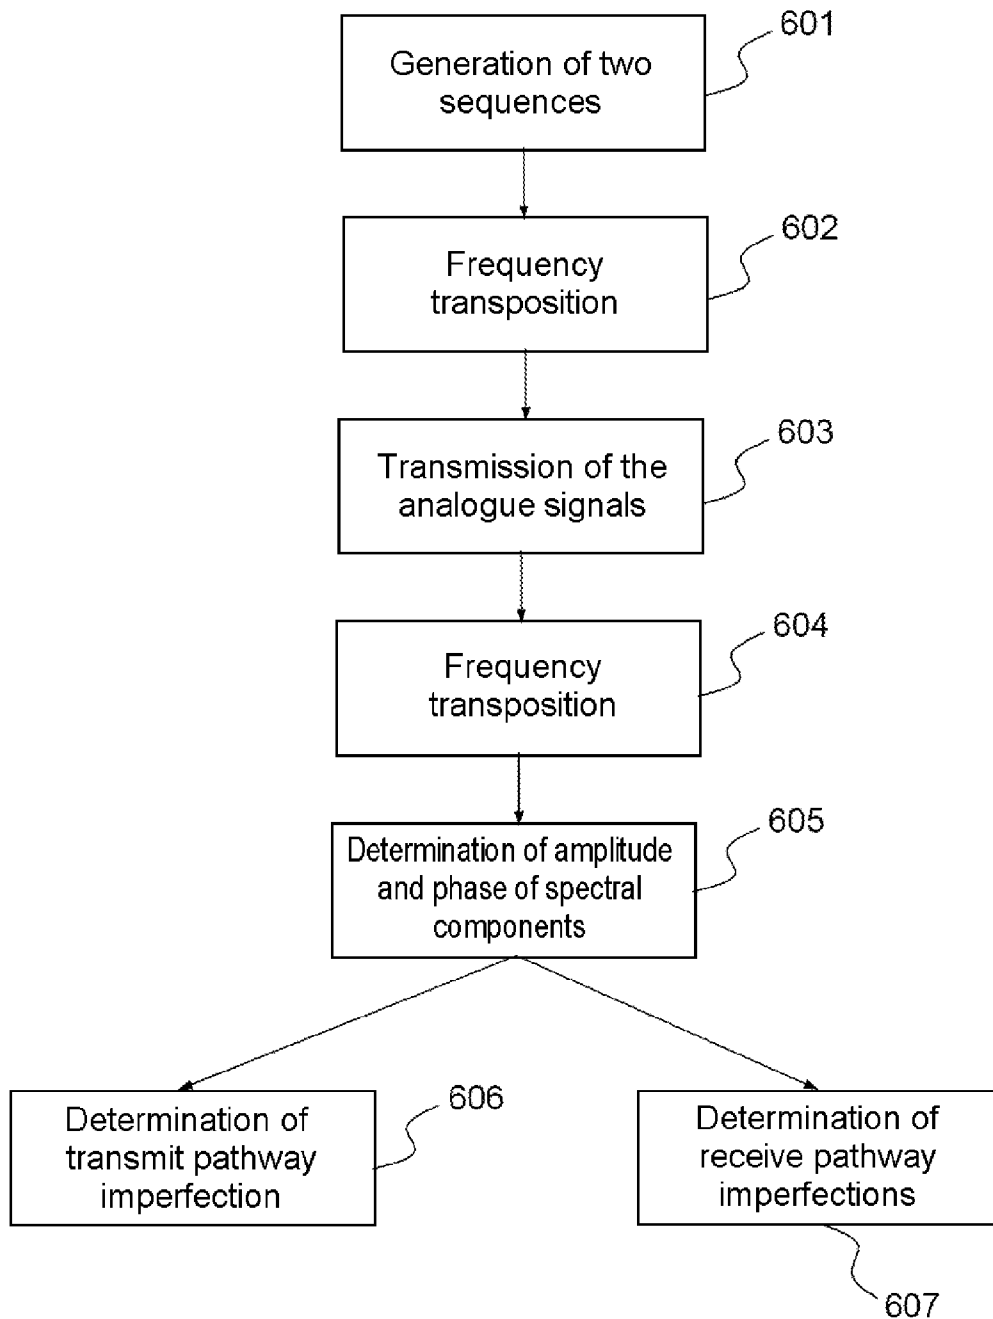 601
Generation of two
sequences
602
Frequency
transposition
603
Transmission of the
analogue signals
604
Frequency
transposition
605
Determination of amplitude
and phase of spectral
components
606
Determination of
transmit pathway
imperfection
Determination of
receive pathway
imperfections
607